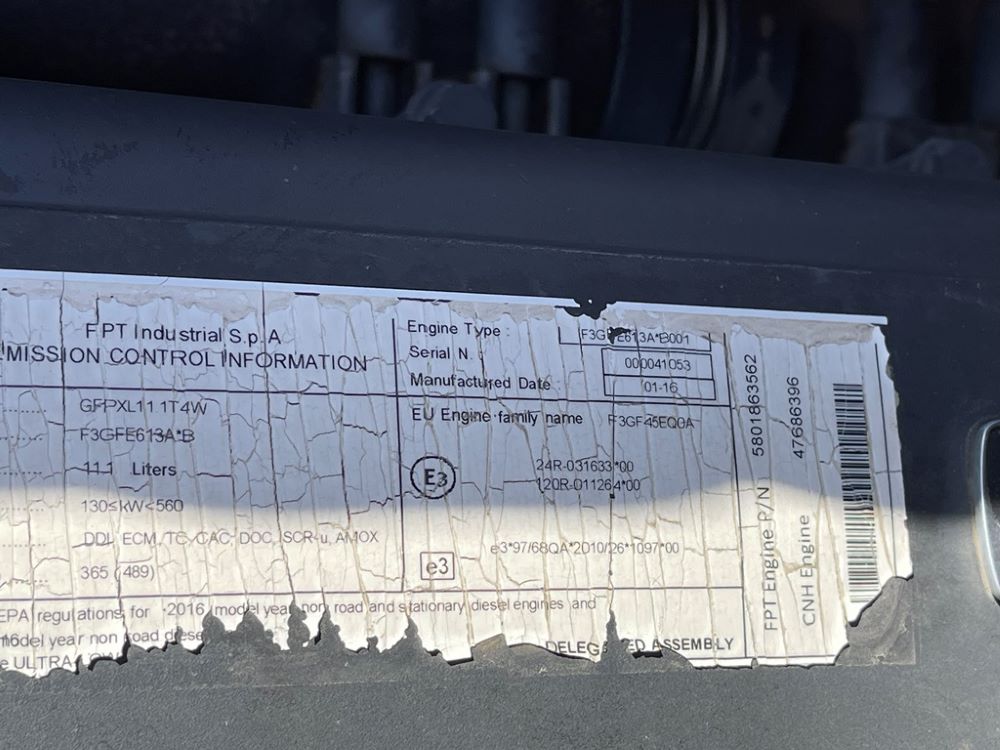 FPT Industrial S.p.A
MISSION CONTROL INFORMATION
GFPXL11.1T4W
F3GFE613A*B
11.1 Liters
130≤kW<560
DDI, ECM, TC, CAC, DOC, SCR-u, AMOX
365 (489)
EPA regulations for 2016 model year non road and stationary diesel engines and
model year non road
ULTRA
Engine Type :
F3GFE613A*B001
Serial N. :
000041053
Manufactured Date
01-16
EU Engine family name F3GF45EQ0A
E3
24R-031633*00
120R-011264*00
e3
e3*97/68QA*2010/26*1097*00
ASSEMBLY
FPT Engine P/N 5801863562
CNH Engine 47686396